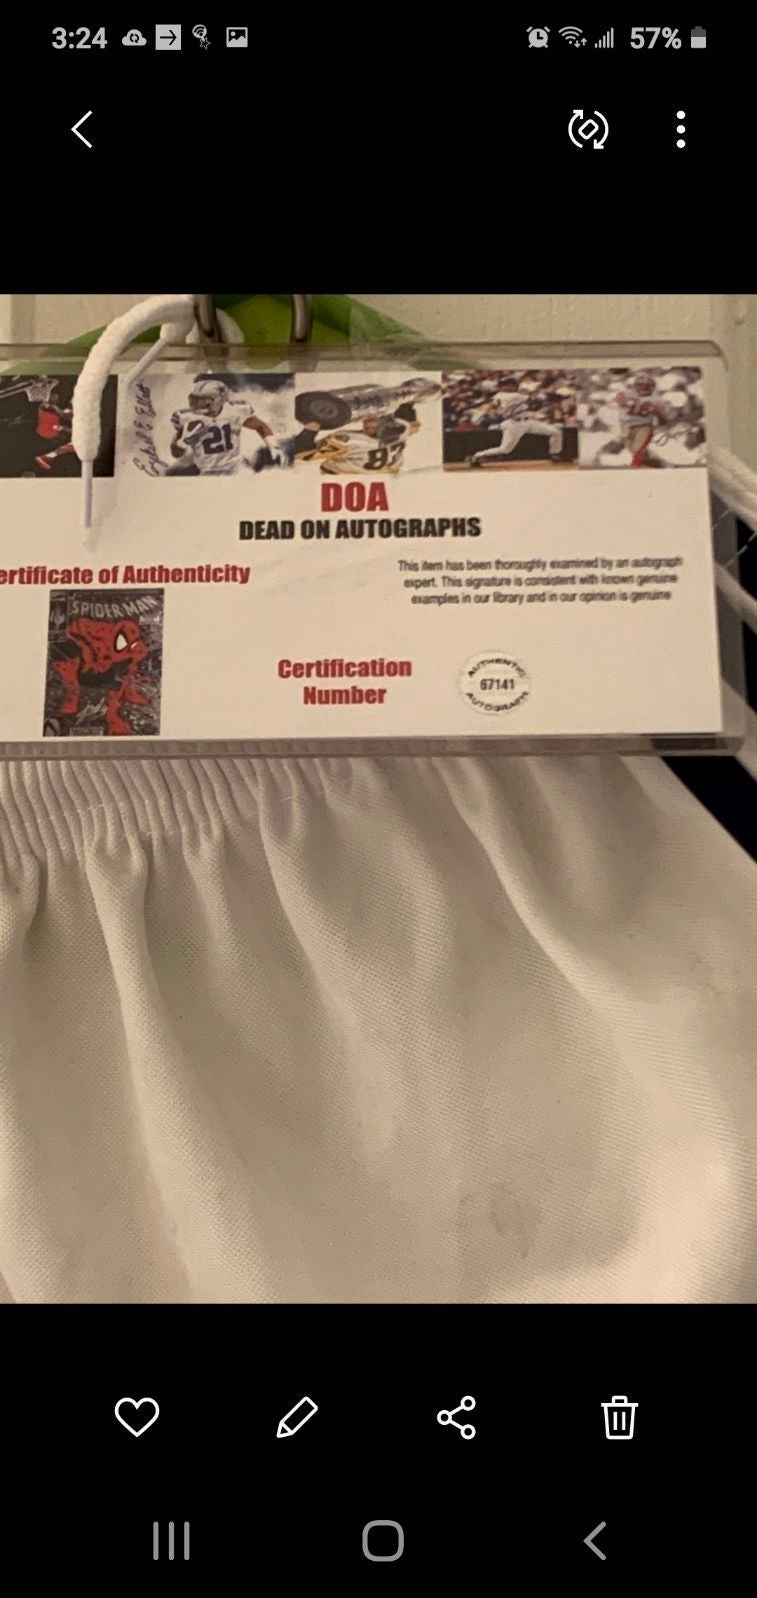 3:24
57%
21
87
DOA
DEAD ON AUTOGRAPHS
ertificate of Authenticity
This item has been thoroughly examined by an autograph
expert. This signature is consistent with known genuine
examples in our library and in our opinion is genuine
SPIDER-MAN
Certification
Number
AUTHENTIC
67141
AUTOGRAPH